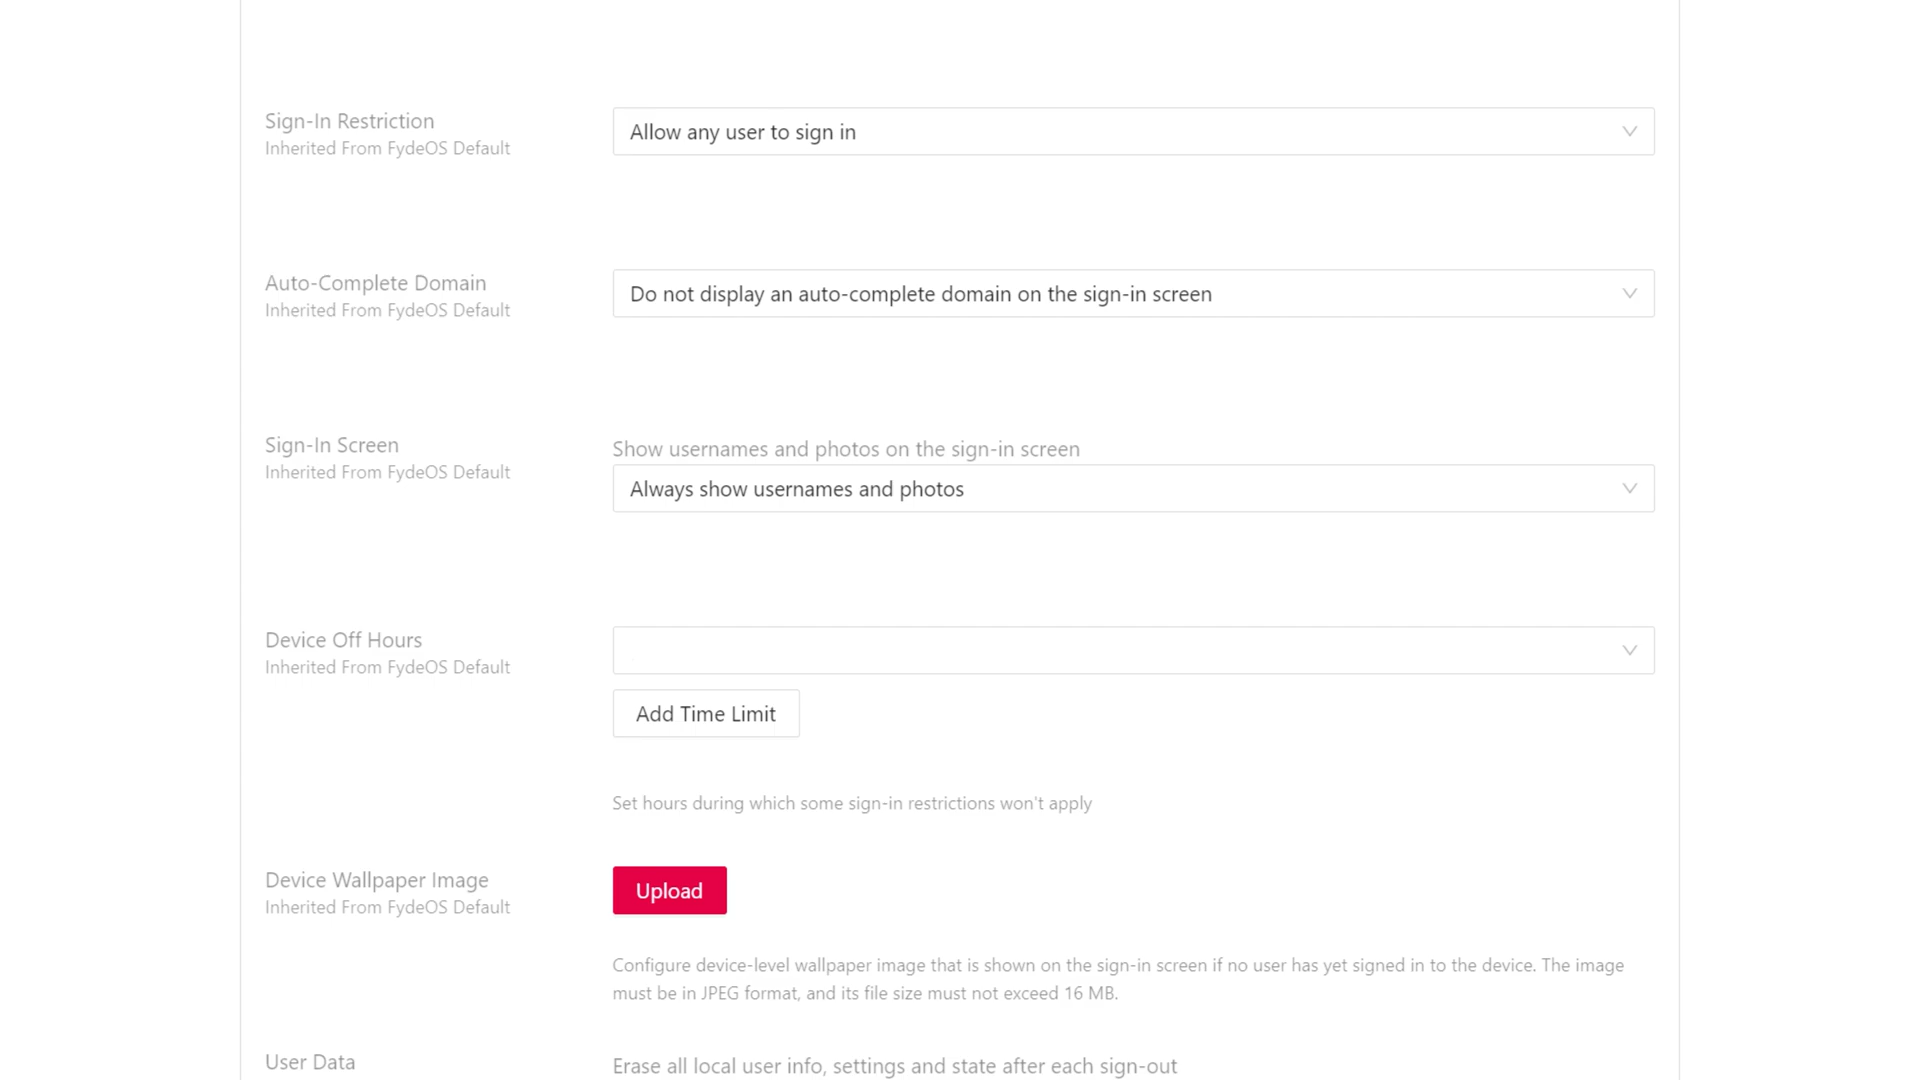 Sign-In Restriction
Inherited From FydeOS Default
Allow any user to sign in
Auto-Complete Domain
Inherited From FydeOS Default
Do not display an auto-complete domain on the sign-in screen
Sign-In Screen
Inherited From FydeOS Default
Show usernames and photos on the sign-in screen
Always show usernames and photos
Device Off Hours
Inherited From FydeOS Default
Add Time Limit
Set hours during which some sign-in restrictions won't apply
Device Wallpaper Image
Inherited From FydeOS Default
Upload
Configure device-level wallpaper image that is shown on the sign-in screen if no user has yet signed in to the device. The image
must be in JPEG format, and its file size must not exceed 16 MB.
User Data
Erase all local user info, settings and state after each sign-out